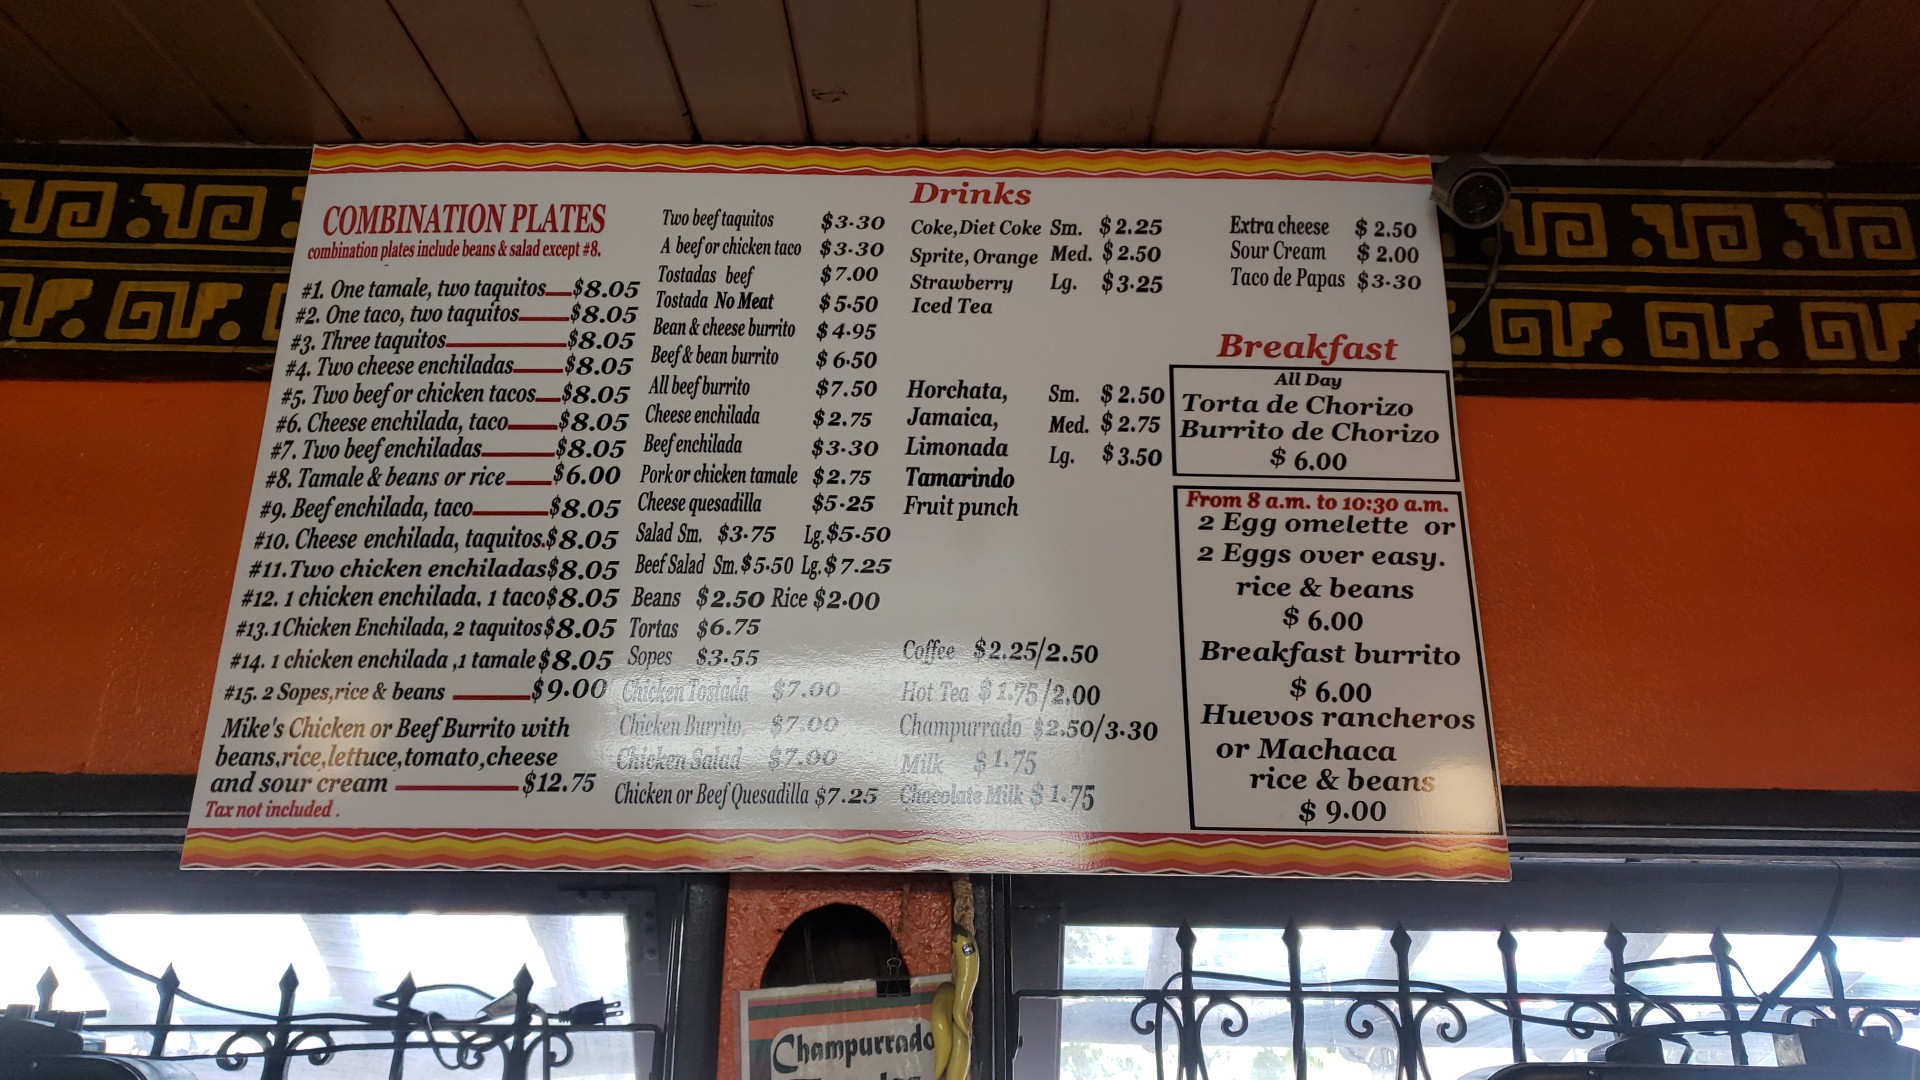 COMBINATION PLATES
combination plates include beans & salad except #8.
#1. One tamale, two taquitos $8.05
#2. One taco, two taquitos $8.05
#3. Three taquitos $8.05
#4. Two cheese enchiladas $8.05
#5. Two beef or chicken tacos $8.05
#6. Cheese enchilada, taco $8.05
#7. Two beef enchiladas $8.05
#8. Tamale & beans or rice $6.00
#9. Beef enchilada, taco $8.05
#10. Cheese enchilada, taquitos. $8.05
#11. Two chicken enchiladas $8.05
#12. 1 chicken enchilada, 1 taco $8.05
#13. 1 Chicken Enchilada, 2 taquitos $8.05
#14. 1 chicken enchilada ,1 tamale $8.05
#15. 2 Sopes,rice & beans $9.00
Mike's Chicken or Beef Burrito with
beans,rice,lettuce,tomato,cheese
and sour cream $12.75
Tax not included .
Two beef taquitos $3.30
A beef or chicken taco $3.30
Tostadas beef $7.00
Tostada No Meat $5.50
Bean & cheese burrito $4.95
Beef & bean burrito $6.50
All beef burrito $7.50
Cheese enchilada $2.75
Beef enchilada $3.30
Pork or chicken tamale $2.75
Cheese quesadilla $5.25
Salad Sm. $3.75 Lg. $5.50
Beef Salad Sm. $5.50 Lg. $7.25
Beans $2.50 Rice $2.00
Tortas $6.75
Sopes $3.55
Chicken Tostada $7.00
Chicken Burrito. $7.00
Chicken Salad $7.00
Chicken or Beef Quesadilla $7.25
Drinks
Coke,Diet Coke Sm. $2.25
Sprite, Orange Med. $2.50
Strawberry Lg. $3.25
Iced Tea
Horchata, Sm. $2.50
Jamaica, Med. $2.75
Limonada Lg. $3.50
Tamarindo
Fruit punch
Coffee $2.25/2.50
Hot Tea $1.75/2.00
Champurrado $2.50/3.30
Milk $1.75
Chocolate Milk $1.75
Extra cheese $2.50
Sour Cream $2.00
Taco de Papas $3.30
Breakfast
All Day
Torta de Chorizo
Burrito de Chorizo
$6.00
From 8 a.m. to 10:30 a.m.
2 Egg omelette or
2 Eggs over easy.
rice & beans
$6.00
Breakfast burrito
$6.00
Huevos rancheros
or Machaca
rice & beans
$9.00
Champurrado